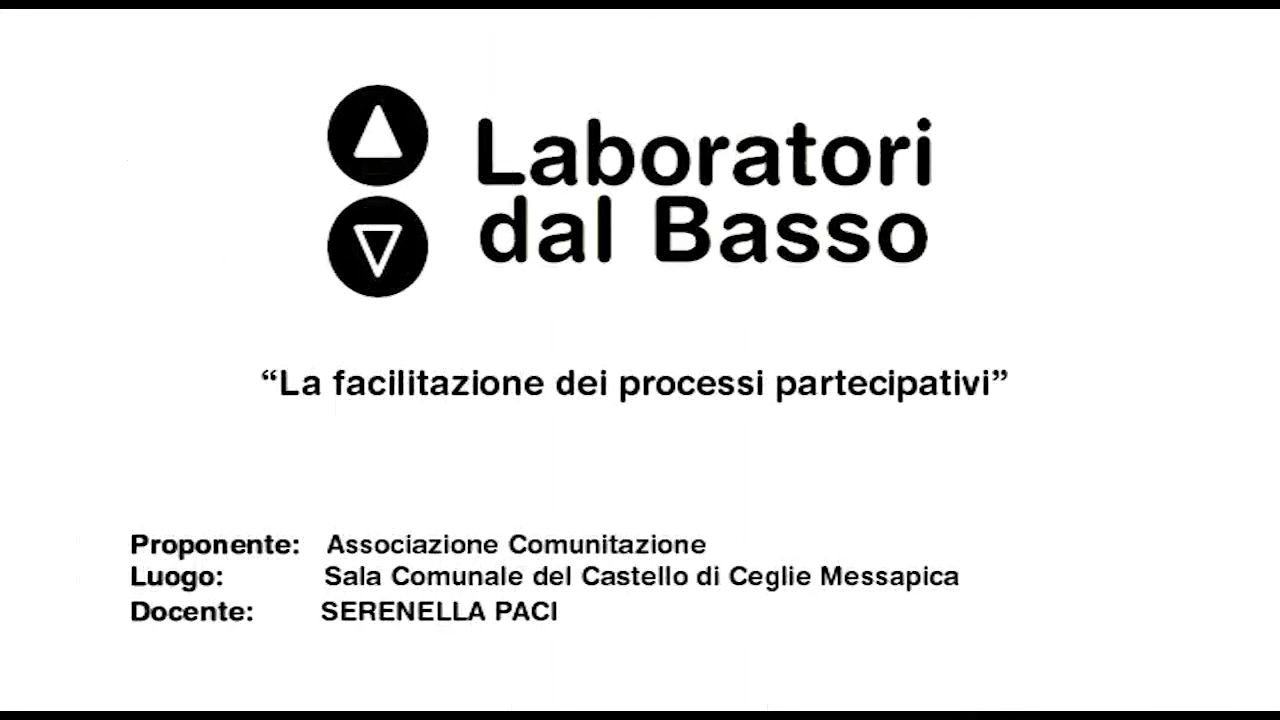 Laboratori
dal Basso
“La facilitazione dei processi partecipativi”
Proponente: Associazione Comunitazione
Luogo: Sala Comunale del Castello di Ceglie Messapica
Docente: SERENELLA PACI